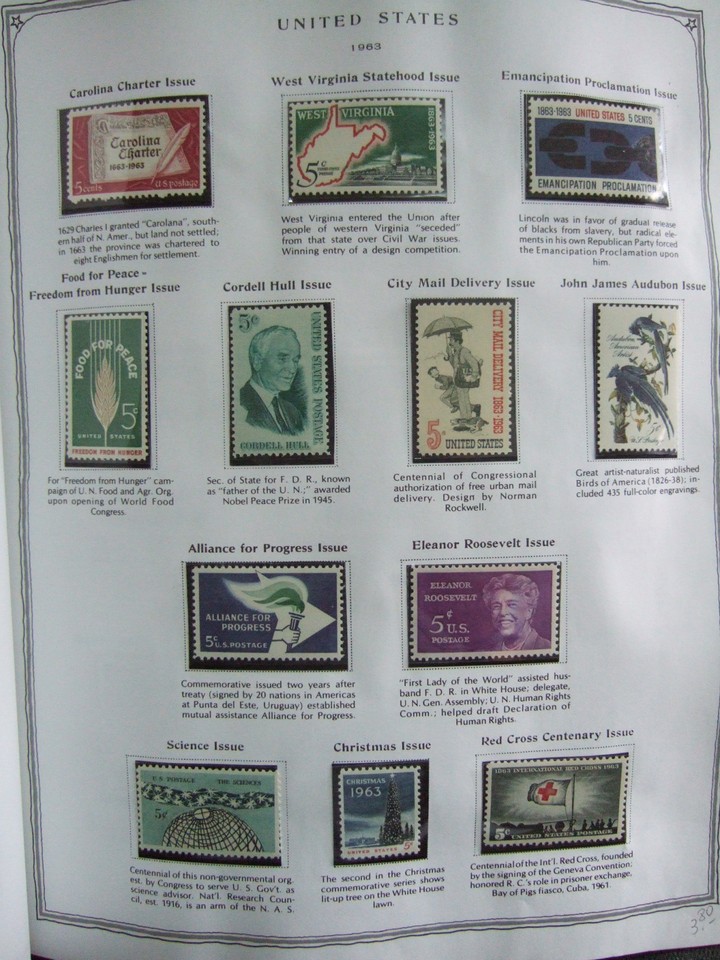 UNITED STATES
1963
Carolina Charter Issue
Carolina
Charter
1663-1963
5 cents U.S. postage
1629 Charles I granted "Carolana", south-
ern half of N. Amer., but land not settled;
in 1663 the province was chartered to
eight Englishmen for settlement.
West Virginia Statehood Issue
WEST VIRGINIA
1863-1963
5c
West Virginia entered the Union after
people of western Virginia "seceded"
from that state over Civil War issues.
Winning entry of a design competition.
Emancipation Proclamation Issue
1863-1963 UNITED STATES 5 CENTS
EMANCIPATION PROCLAMATION
Lincoln was in favor of gradual release
of blacks from slavery, but radical ele-
ments in his own Republican Party forced
the Emancipation Proclamation upon
him.
Food for Peace -
Freedom from Hunger Issue
FOOD FOR PEACE
5c
UNITED STATES
FREEDOM FROM HUNGER
For "Freedom from Hunger" cam-
paign of U. N. Food and Agr. Org.
upon opening of World Food
Congress.
Cordell Hull Issue
5c
UNITED STATES POSTAGE
CORDELL HULL
Sec. of State for F. D. R., known
as "father of the U. N.;" awarded
Nobel Peace Prize in 1945.
City Mail Delivery Issue
CITY MAIL DELIVERY 1863-1963
5c
UNITED STATES
Centennial of Congressional
authorization of free urban mail
delivery. Design by Norman
Rockwell.
John James Audubon Issue
Audubon
American
Artist
5c
Great artist-naturalist published
Birds of America (1826-38); in-
cluded 435 full-color engravings.
Alliance for Progress Issue
ALLIANCE FOR
PROGRESS
5c U.S. POSTAGE
Commemorative issued two years after
treaty (signed by 20 nations in Americas
at Punta del Este, Uruguay) established
mutual assistance Alliance for Progress.
Eleanor Roosevelt Issue
ELEANOR
ROOSEVELT
5c U.S.
POSTAGE
"First Lady of the World" assisted hus-
band F. D. R. in White House; delegate,
U. N. Gen. Assembly; U. N. Human Rights
Comm.; helped draft Declaration of
Human Rights.
Science Issue
U.S. POSTAGE THE SCIENCES
5c
Centennial of this non-governmental org.
est. by Congress to serve U. S. Gov't. as
science advisor. Nat'l. Research Coun-
cil, est. 1916, is an arm of the N. A. S.
Christmas Issue
CHRISTMAS
1963
UNITED STATES 5c
The second in the Christmas
commemorative series shows
lit-up tree on the White House
lawn.
Red Cross Centenary Issue
1863 INTERNATIONAL RED CROSS 1963
5c UNITED STATES POSTAGE
Centennial of the Int'l. Red Cross, founded
by the signing of the Geneva Convention;
honored R. C.'s role in prisoner exchange,
Bay of Pigs fiasco, Cuba, 1961.
3.80